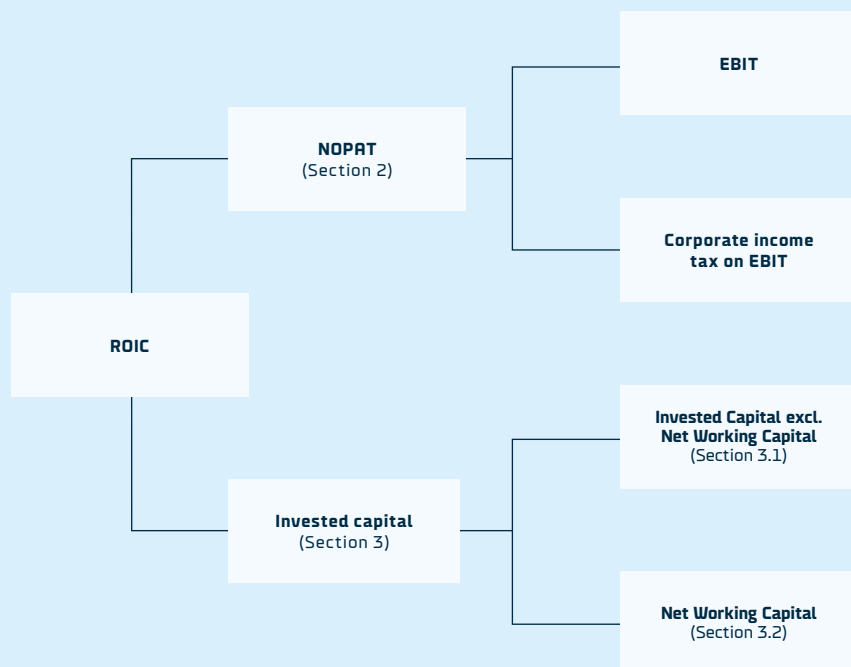 EBIT
NOPAT
(Section 2)
Corporate income
tax on EBIT
ROIC
Invested Capital excl.
Net Working Capital
(Section 3.1)
Invested capital
(Section 3)
Net Working Capital
(Section 3.2)